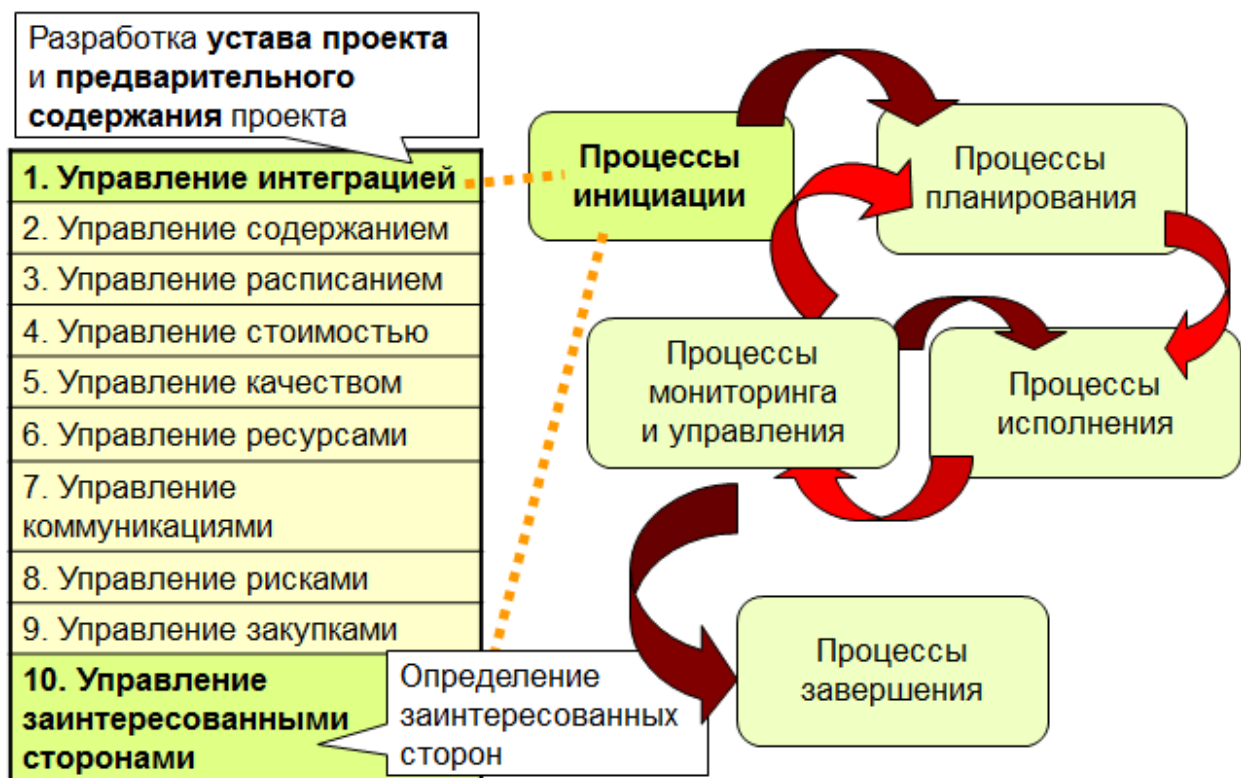 Разработка устава проекта
и предварительного
содержания проекта
1. Управление интеграцией
2. Управление содержанием
3. Управление расписанием
4. Управление стоимостью
5. Управление качеством
6. Управление ресурсами
7. Управление
коммуникациями
8. Управление рисками
9. Управление закупками
10. Управление
заинтересованными
сторонами
Определение
заинтересованных
сторон
Процессы
инициации
Процессы
планирования
Процессы
мониторинга
и управления
Процессы
исполнения
Процессы
завершения